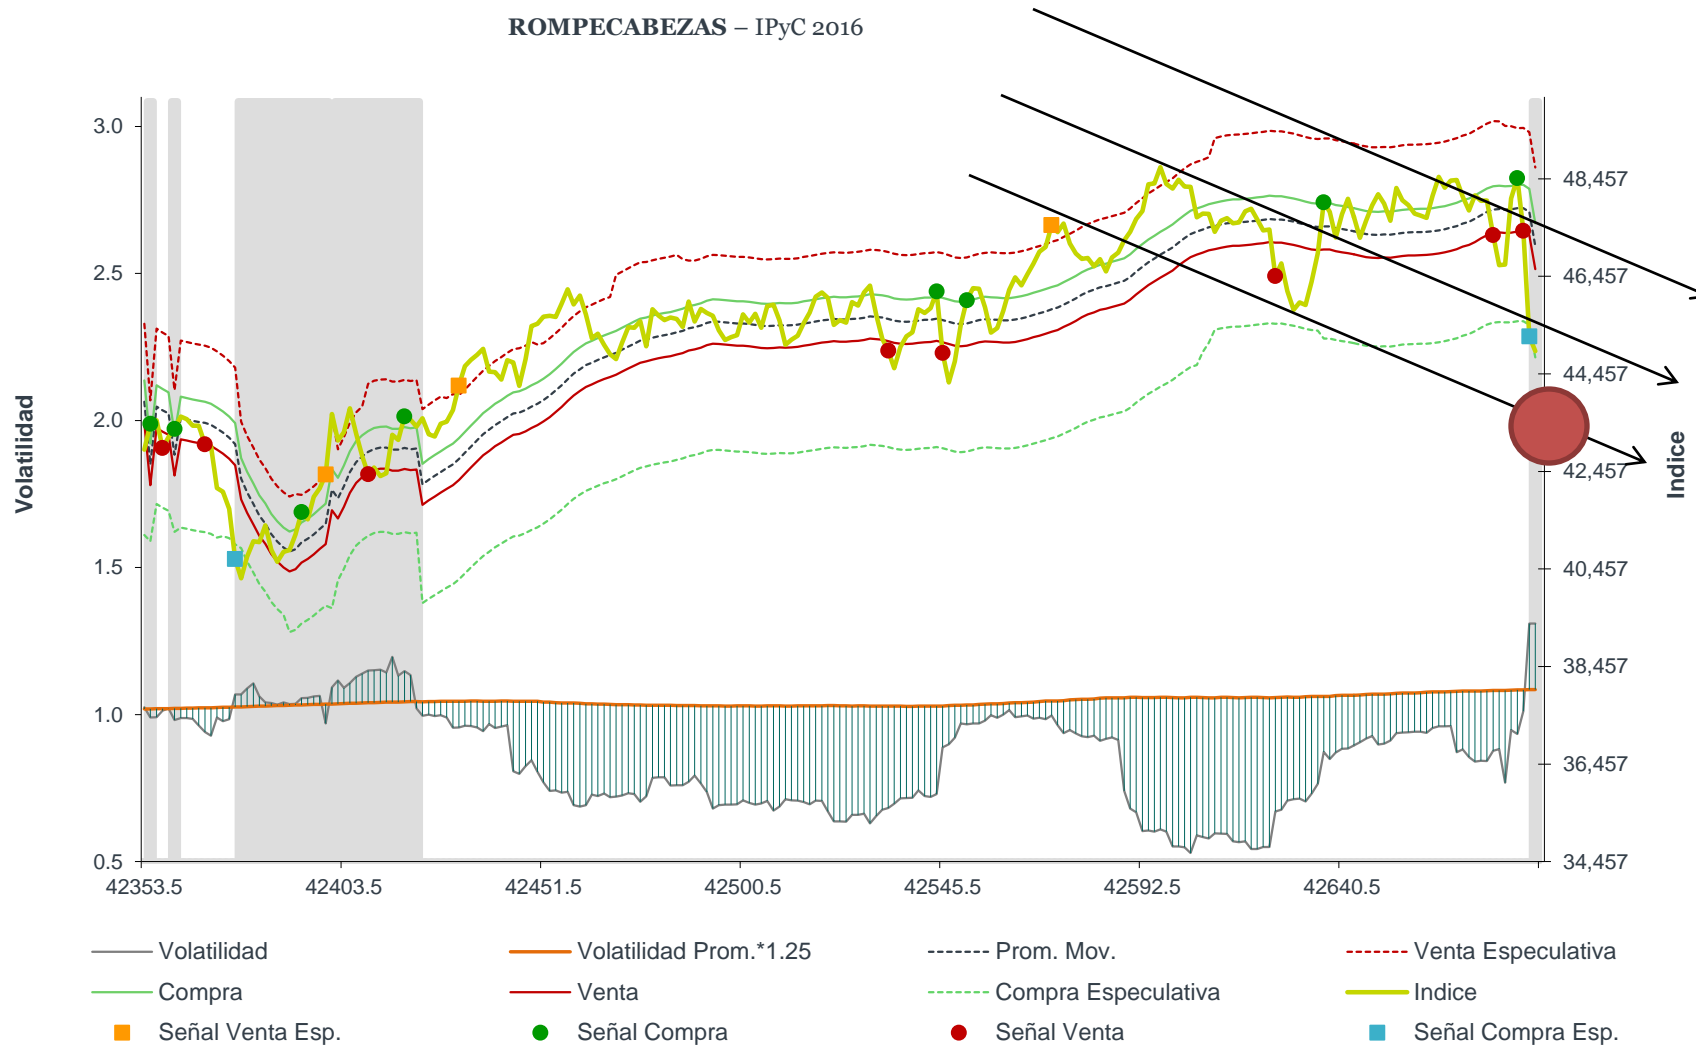 ROMPECABEZAS – IPyC 2016
Volatilidad
3.0
2.5
2.0
1.5
1.0
0.5
48,457
46,457
44,457
42,457
40,457
38,457
36,457
34,457
Indice
42353.5 42403.5 42451.5 42500.5 42545.5 42592.5 42640.5
Volatilidad Volatilidad Prom.*1.25 Prom. Mov. Venta Especulativa
Compra Venta Compra Especulativa Indice
Señal Venta Esp. Señal Compra Señal Venta Señal Compra Esp.